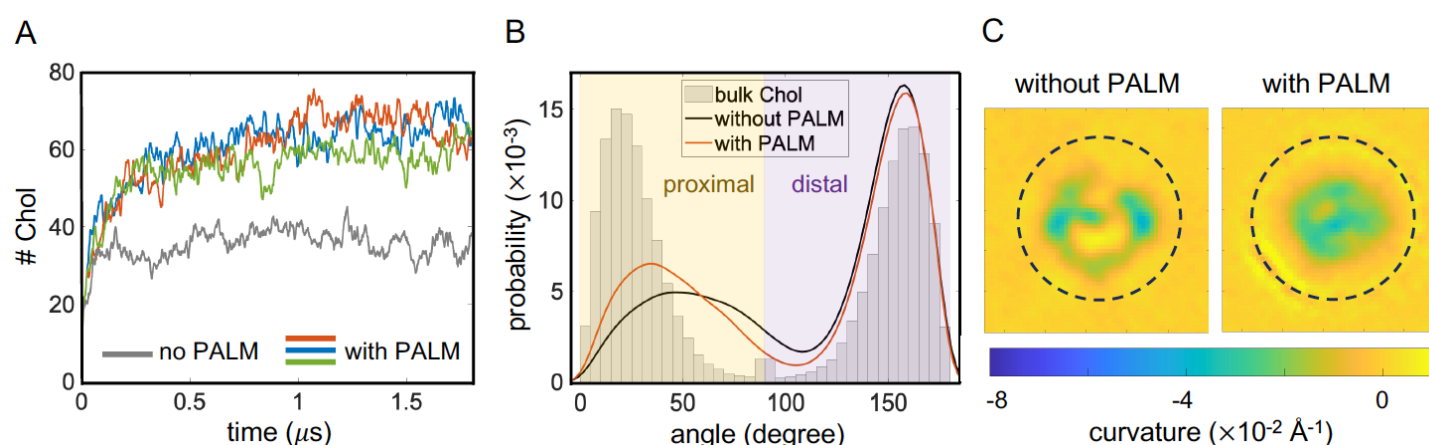 A
# Chol
80
60
40
20
0
no PALM
with PALM
0
0.5
1
1.5
time (μs)
B
probability (×10⁻³)
15
10
5
0
bulk Chol
without PALM
with PALM
proximal
distal
0
50
100
150
angle (degree)
C
without PALM
with PALM
-8
-4
0
curvature (×10⁻² Å⁻¹)